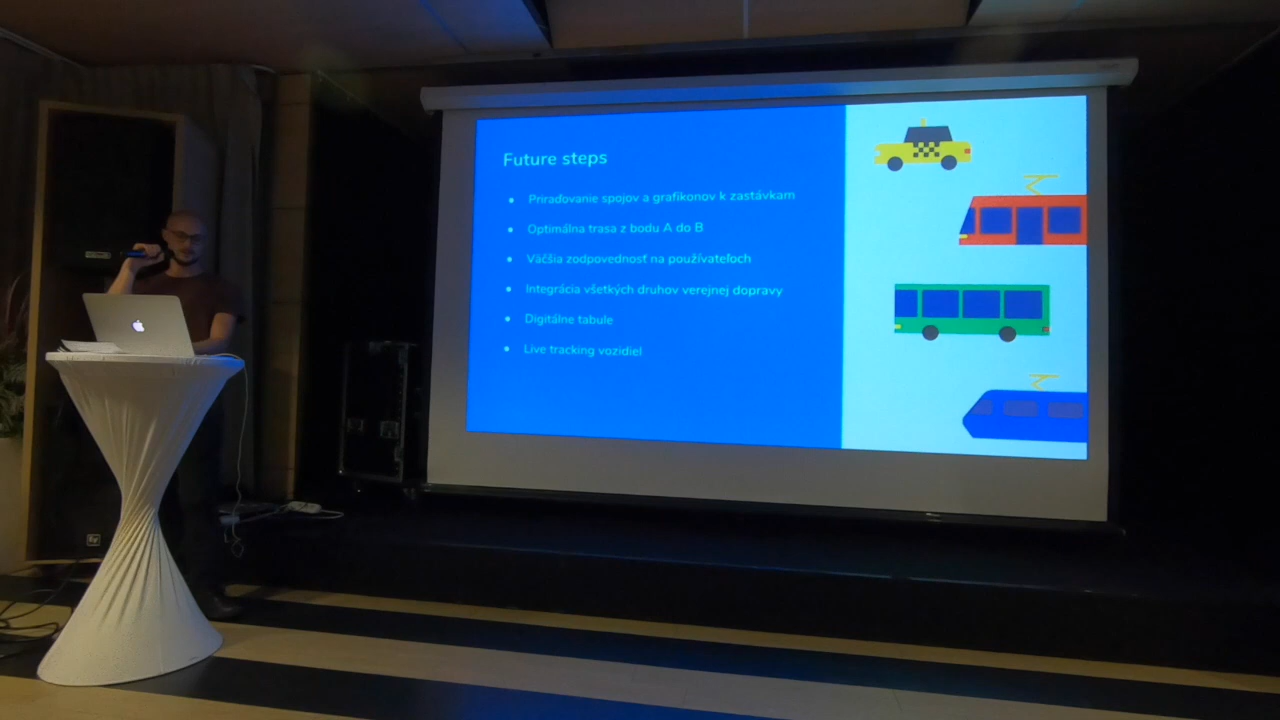 Future steps
Priraďovanie spojov a grafikonov k zastávkam
Optimálna trasa z bodu A do B
Väčšia zodpovednosť na používateľoch
Integrácia všetkých druhov verejnej dopravy
Digitálne tabule
Live tracking vozidiel